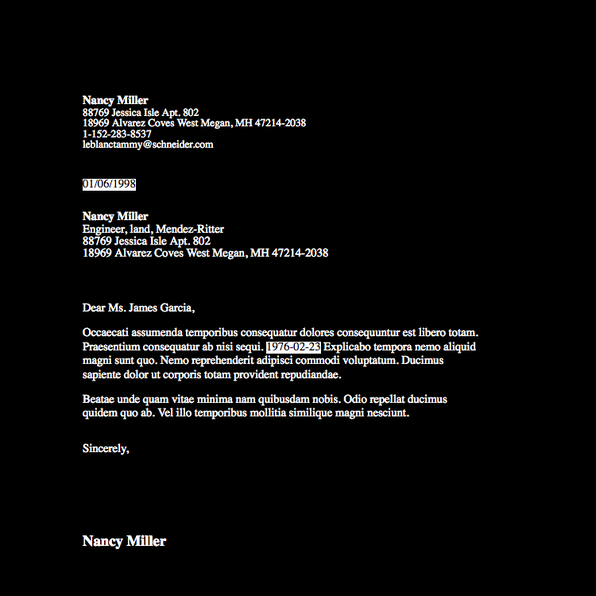 Nancy Miller
88769 Jessica Isle Apt. 802
18969 Alvarez Coves West Megan, MH 47214-2038
1-152-283-8537
leblanctammy@schneider.com
01/06/1998
Nancy Miller
Engineer, land, Mendez-Ritter
88769 Jessica Isle Apt. 802
18969 Alvarez Coves West Megan, MH 47214-2038
Dear Ms. James Garcia,
Occaecati assumenda temporibus consequatur dolores consequuntur est libero totam.
Praesentium consequatur ab nisi sequi. 1976-02-23 Explicabo tempora nemo aliquid
magni sunt quo. Nemo reprehenderit adipisci commodi voluptatum. Ducimus
sapiente dolor ut corporis totam provident repudiandae.
Beatae unde quam vitae minima nam quibusdam nobis. Odio repellat ducimus
quidem quo ab. Vel illo temporibus mollitia similique magni nesciunt.
Sincerely,
Nancy Miller